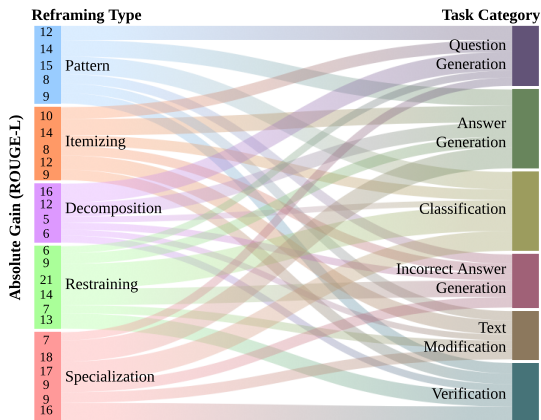 Reframing Type
Task Category
Absolute Gain (ROUGE-L)
12
14
15
8
9
Pattern
10
14
8
12
9
Itemizing
16
12
5
6
Decomposition
6
9
21
14
7
13
Restraining
7
18
17
9
9
16
Specialization
Question
Generation
Answer
Generation
Classification
Incorrect Answer
Generation
Text
Modification
Verification